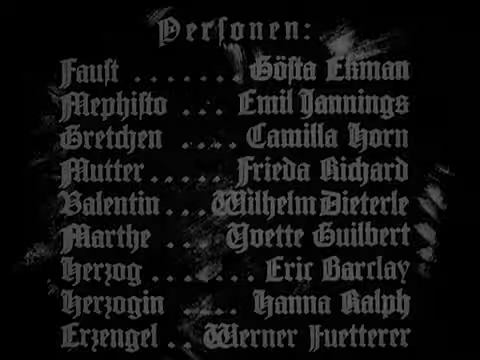 Personen:
Faust ....... Gösta Ekman
Mephisto ... Emil Jannings
Gretchen .... Camilla Horn
Mutter..... Frieda Richard
Valentin...Wilhelm Dieterle
Marthe .... Yvette Guilbert
Herzog........ Eric Barclay
Herzogin .... Hanna Ralph
Erzengel .. Werner Fuetterer